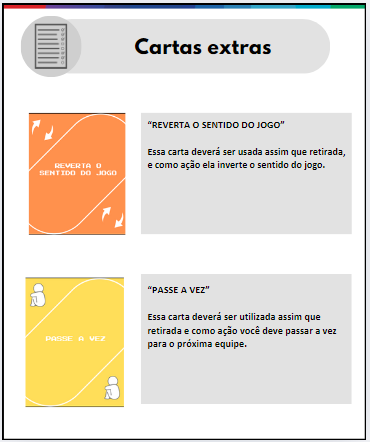 Cartas extras
REVERTA O
SENTIDO DO JOGO
“REVERTA O SENTIDO DO JOGO”
Essa carta deverá ser usada assim que retirada,
e como ação ela inverte o sentido do jogo.
PASSE A VEZ
“PASSE A VEZ”
Essa carta deverá ser utilizada assim que
retirada e como ação você deve passar a vez
para o próxima equipe.